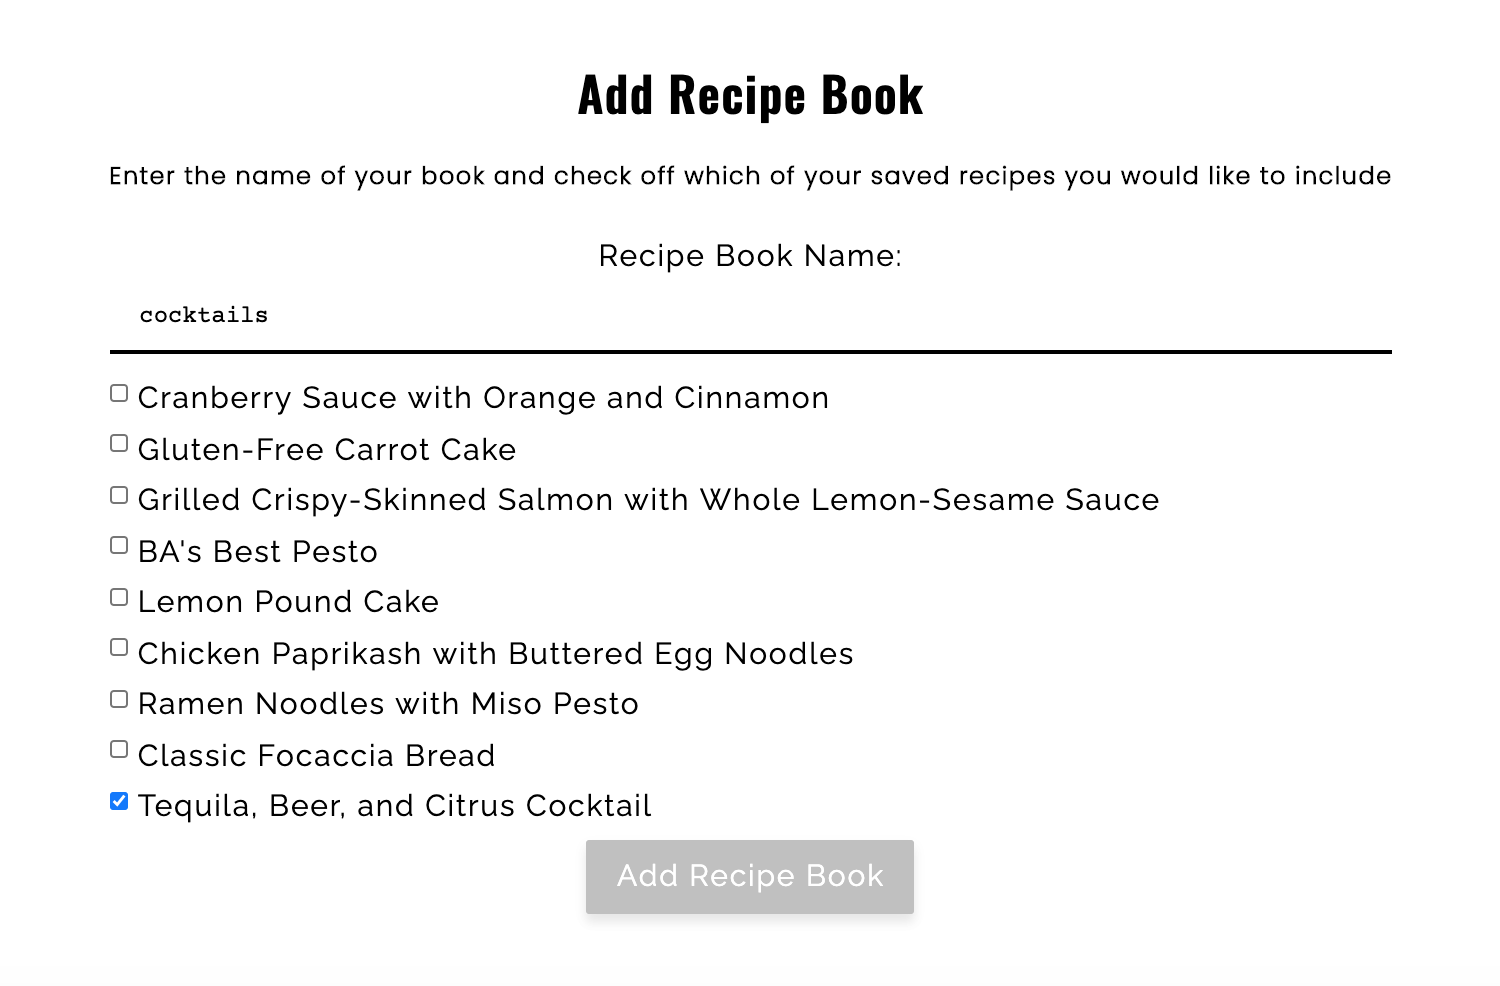 Add Recipe Book
Enter the name of your book and check off which of your saved recipes you would like to include
Recipe Book Name:
cocktails
Cranberry Sauce with Orange and Cinnamon
Gluten-Free Carrot Cake
Grilled Crispy-Skinned Salmon with Whole Lemon-Sesame Sauce
BA's Best Pesto
Lemon Pound Cake
Chicken Paprikash with Buttered Egg Noodles
Ramen Noodles with Miso Pesto
Classic Focaccia Bread
Tequila, Beer, and Citrus Cocktail
Add Recipe Book